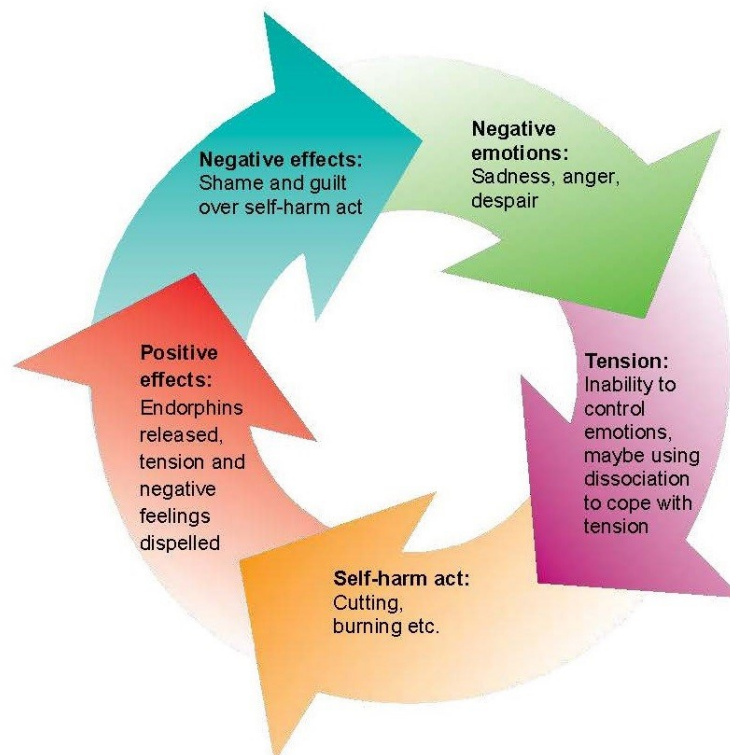 Negative effects:
Shame and guilt
over self-harm act
Negative
emotions:
Sadness, anger,
despair
Tension:
Inability to
control
emotions,
maybe using
dissociation
to cope with
tension
Self-harm act:
Cutting,
burning etc.
Positive
effects:
Endorphins
released,
tension and
negative
feelings
dispelled